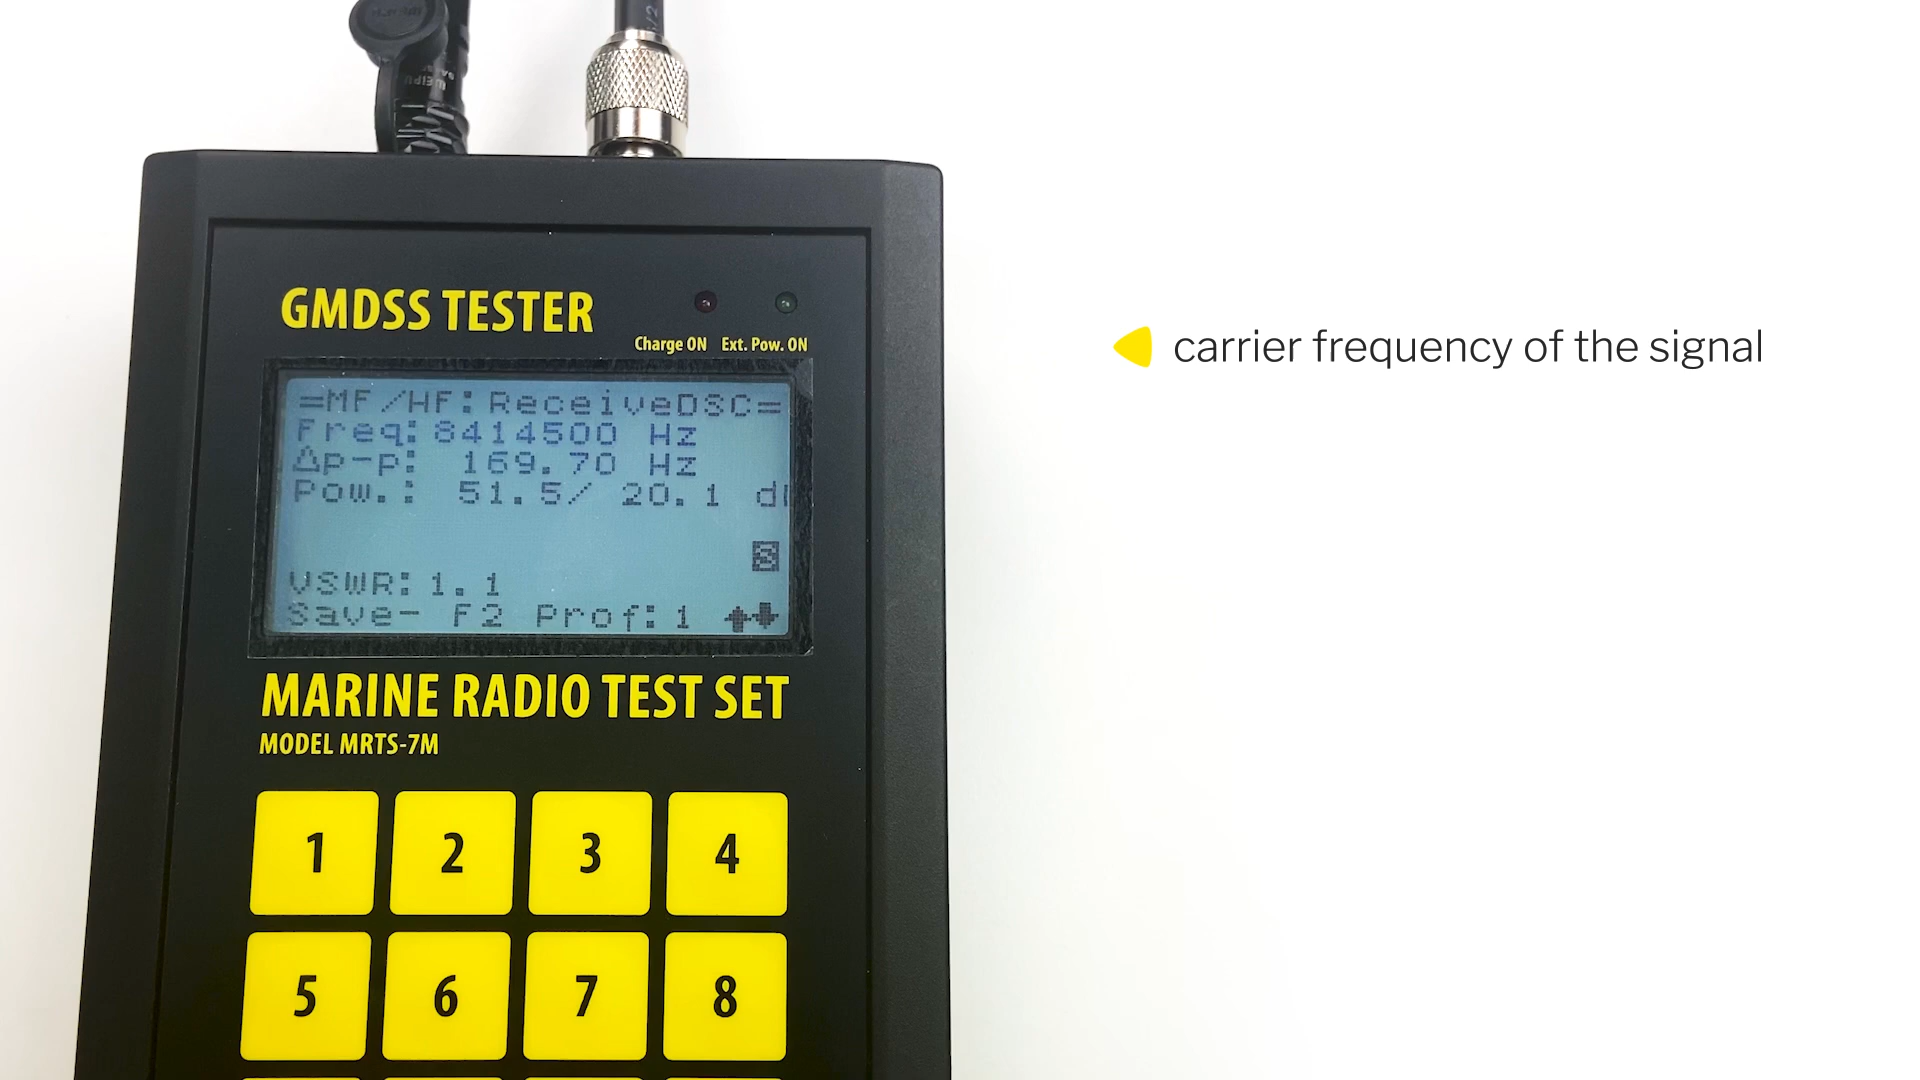 GMDSS TESTER
Charge ON Ext. Pow. ON
=MF/HF: ReceiveDSC=
Freq: 8414500 Hz
Δp-p: 169.70 Hz
Pow.: 51.5/ 20.1
VSWR: 1.1
Save- F2 Prof: 1
MARINE RADIO TEST SET
MODEL MRTS-7M
1 2 3 4
5 6 7 8
carrier frequency of the signal